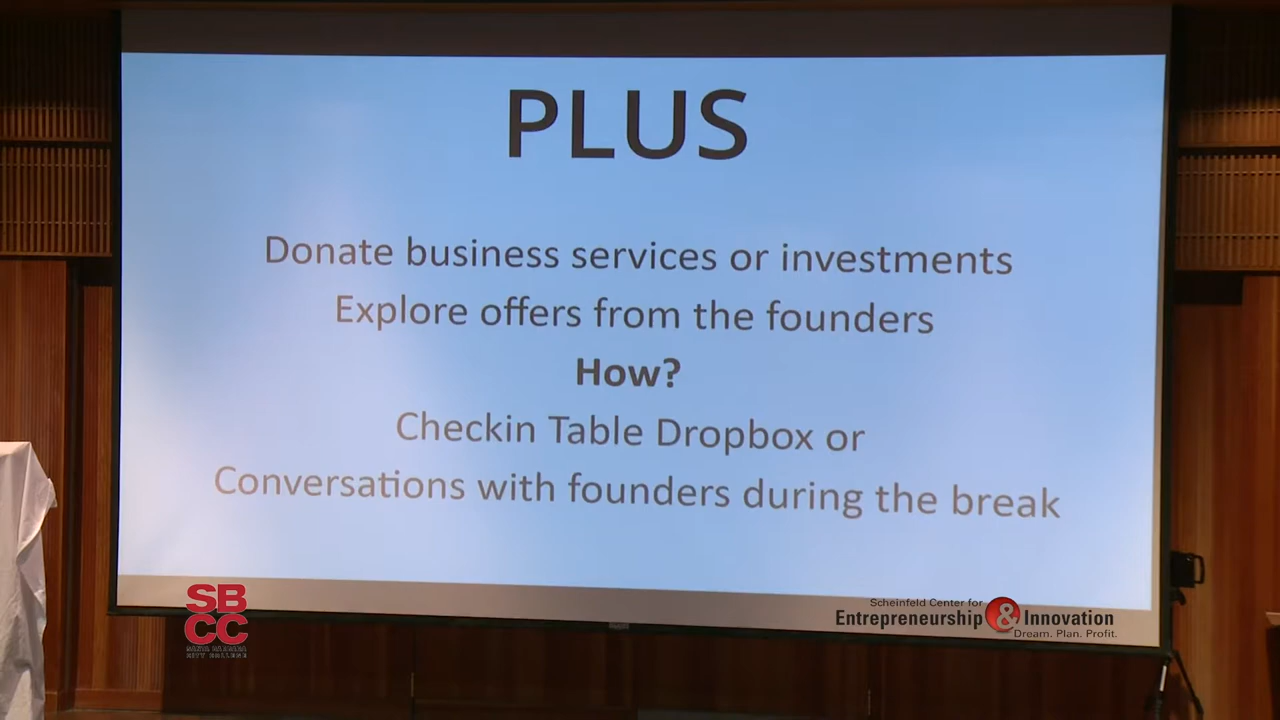 PLUS
Donate business services or investments
Explore offers from the founders
How?
Checkin Table Dropbox or
Conversations with founders during the break
SB
CC
SANTA BARBARA
CITY COLLEGE
Scheinfeld Center for
Entrepreneurship & Innovation
Dream. Plan. Profit.